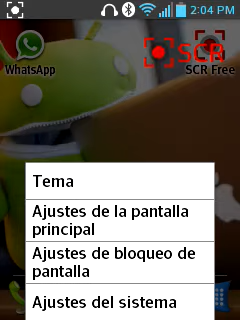 2:04 PM
SCR
WhatsApp
SCR Free
Tema
Ajustes de la pantalla
principal
Ajustes de bloqueo de
pantalla
Ajustes del sistema